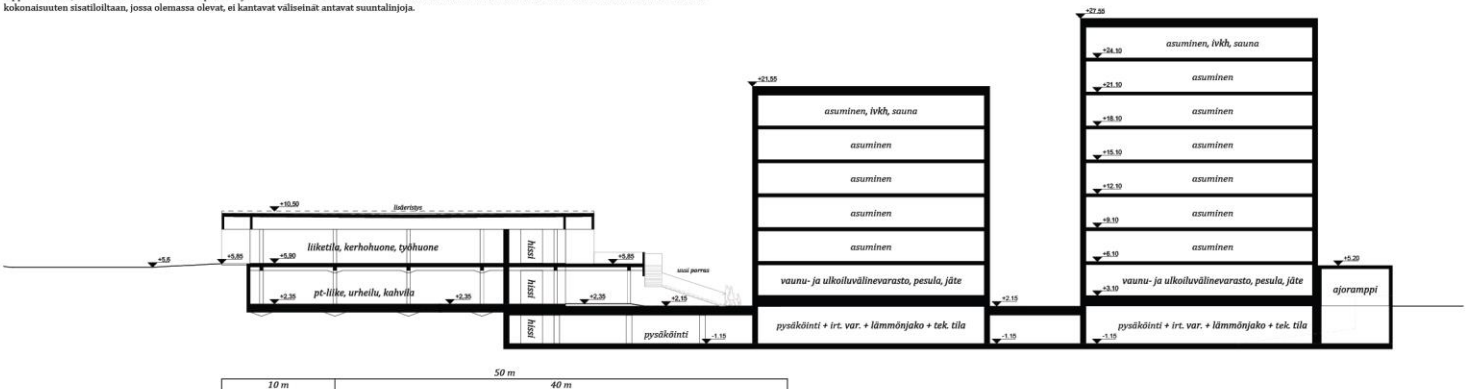 kokonaisuuten sisatiloiltaan, jossa olemassa olevat, ei kantavat väliseinät antavat suuntalinjoja.
+27.55
asuminen, ivkh, sauna
+24.10
asuminen
+21.10
asuminen
+18.10
asuminen
+15.10
asuminen
+12.10
asuminen
+9.10
asuminen
+6.10
vaunu- ja ulkoiluvälinevarasto, pesula, jäte
+3.10
pysäköinti + irt. var. + lämmönjako + tek. tila
-1.15
+5.20
ajoramppi
+21.55
asuminen, ivkh, sauna
asuminen
asuminen
asuminen
asuminen
vaunu- ja ulkoiluvälinevarasto, pesula, jäte
pysäköinti + irt. var. + lämmönjako + tek. tila
+2.15
-1.15
+10.50
lisäeristys
liiketila, kerhohuone, työhuone
hissi
+5.6
+5.85
+5.90
+5.85
uusi porras
pt-liike, urheilu, kahvila
hissi
+2.35
+2.35
+2.35
+2.15
hissi
pysäköinti
-1.15
50 m
10 m
40 m